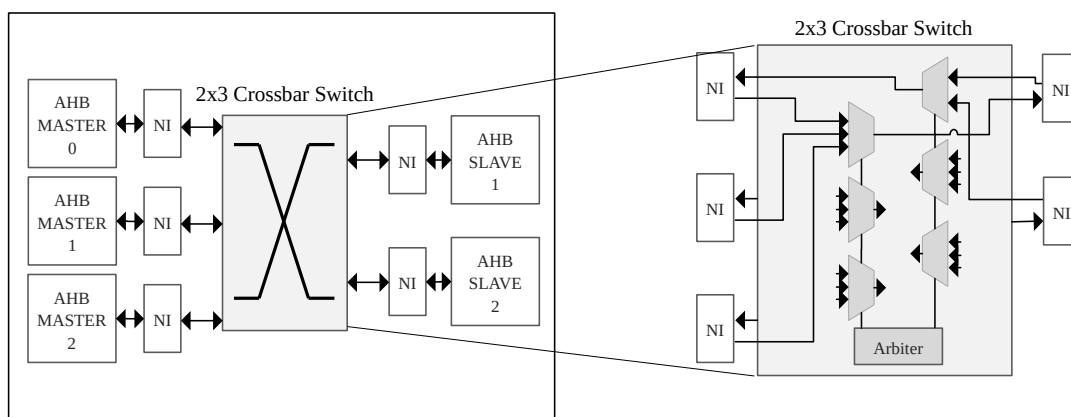 2x3 Crossbar Switch
AHB
MASTER
0
NI
AHB
MASTER
1
NI
AHB
MASTER
2
NI
2x3 Crossbar Switch
NI
AHB
SLAVE
1
NI
AHB
SLAVE
2
NI
NI
NI
NI
NI
Arbiter